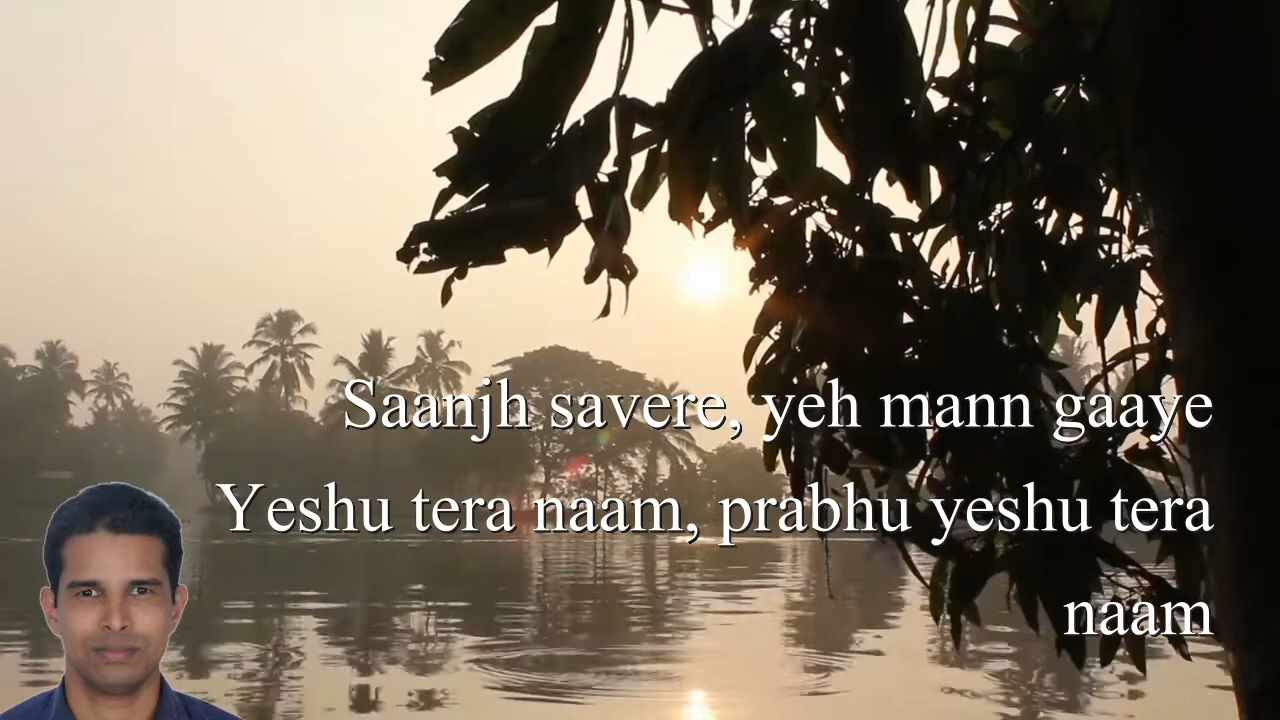 Saanjh savere, yeh mann gaaye
Yeshu tera naam, prabhu yeshu tera
naam